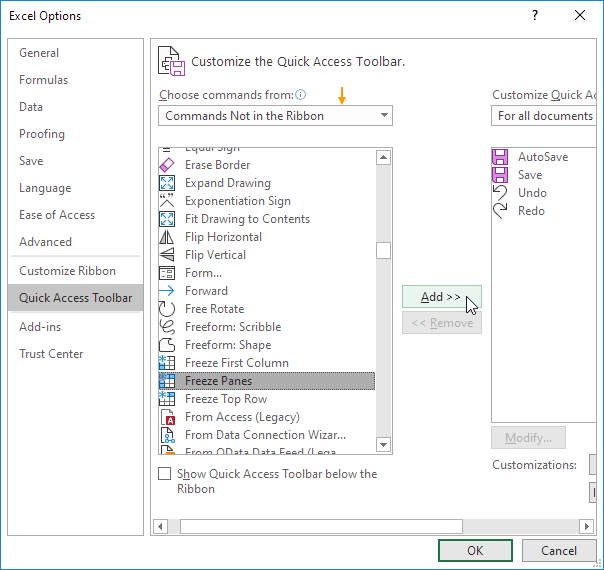 Excel Options
General
Formulas
Data
Proofing
Save
Language
Ease of Access
Advanced
Customize Ribbon
Quick Access Toolbar
Add-ins
Trust Center
Customize the Quick Access Toolbar.
Choose commands from:
Commands Not in the Ribbon
Equal Sign
Erase Border
Expand Drawing
Exponentiation Sign
Fit Drawing to Contents
Flip Horizontal
Flip Vertical
Form...
Forward
Free Rotate
Freeform: Scribble
Freeform: Shape
Freeze First Column
Freeze Panes
Freeze Top Row
From Access (Legacy)
From Data Connection Wizar...
From OData Data Feed (Lega
Show Quick Access Toolbar below the
Ribbon
Add >>
<< Remove
Customize Quick Ac
For all documents
AutoSave
Save
Undo
Redo
Modify...
Customizations:
OK
Cancel